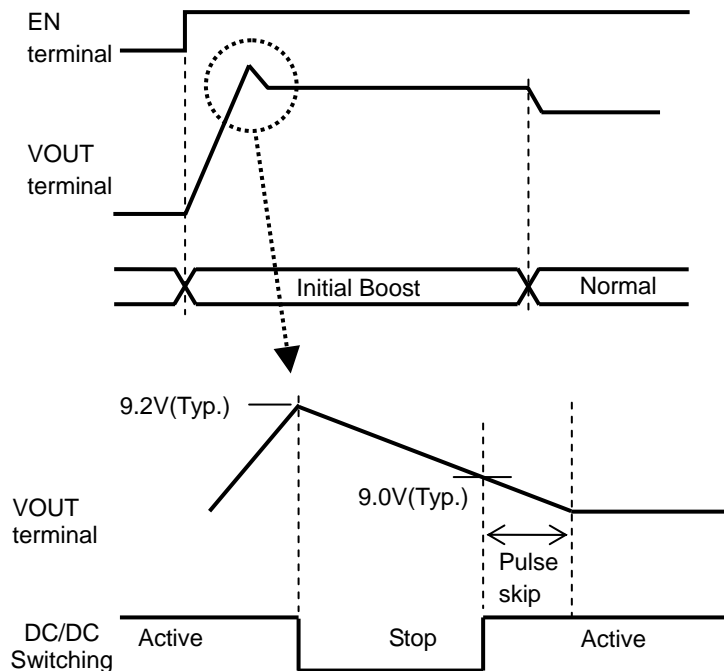 EN
terminal
VOUT
terminal
Initial Boost
Normal
9.2V(Typ.)
9.0V(Typ.)
VOUT
terminal
Pulse
skip
DC/DC
Switching
Active
Stop
Active